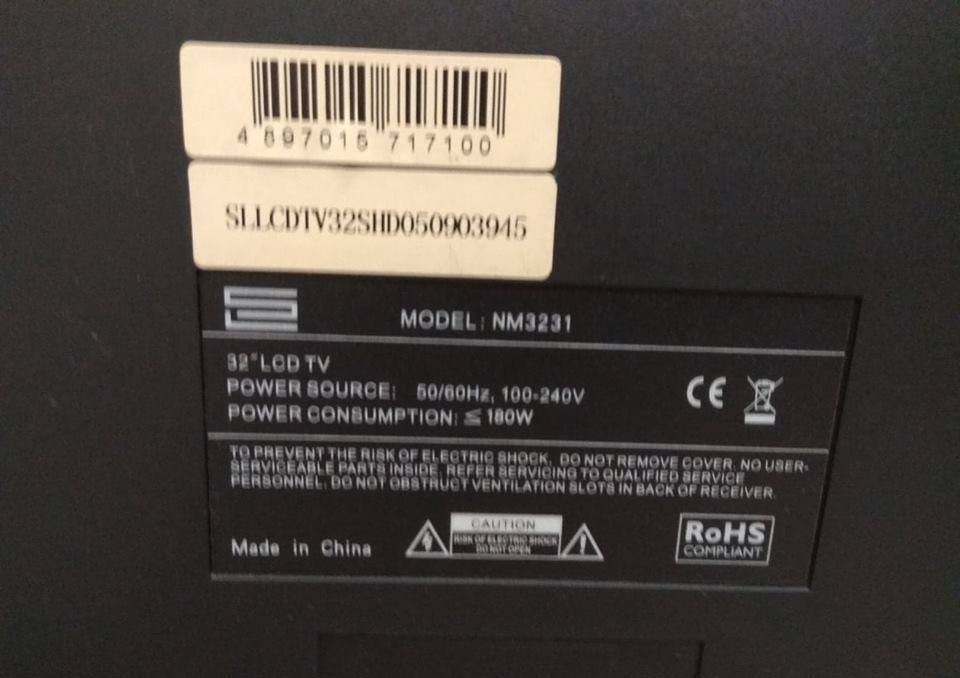 4 897015 717100
SLLCDTV32SHD050903945
MODEL: NM3231
32" LCD TV
POWER SOURCE: 50/60Hz, 100-240V
POWER CONSUMPTION: ≦ 180W
CE
TO PREVENT THE RISK OF ELECTRIC SHOCK, DO NOT REMOVE COVER. NO USER-
SERVICEABLE PARTS INSIDE. REFER SERVICING TO QUALIFIED SERVICE
PERSONNEL. DO NOT OBSTRUCT VENTILATION SLOTS IN BACK OF RECEIVER.
Made in China
CAUTION
RISK OF ELECTRIC SHOCK
DO NOT OPEN
RoHS
COMPLIANT